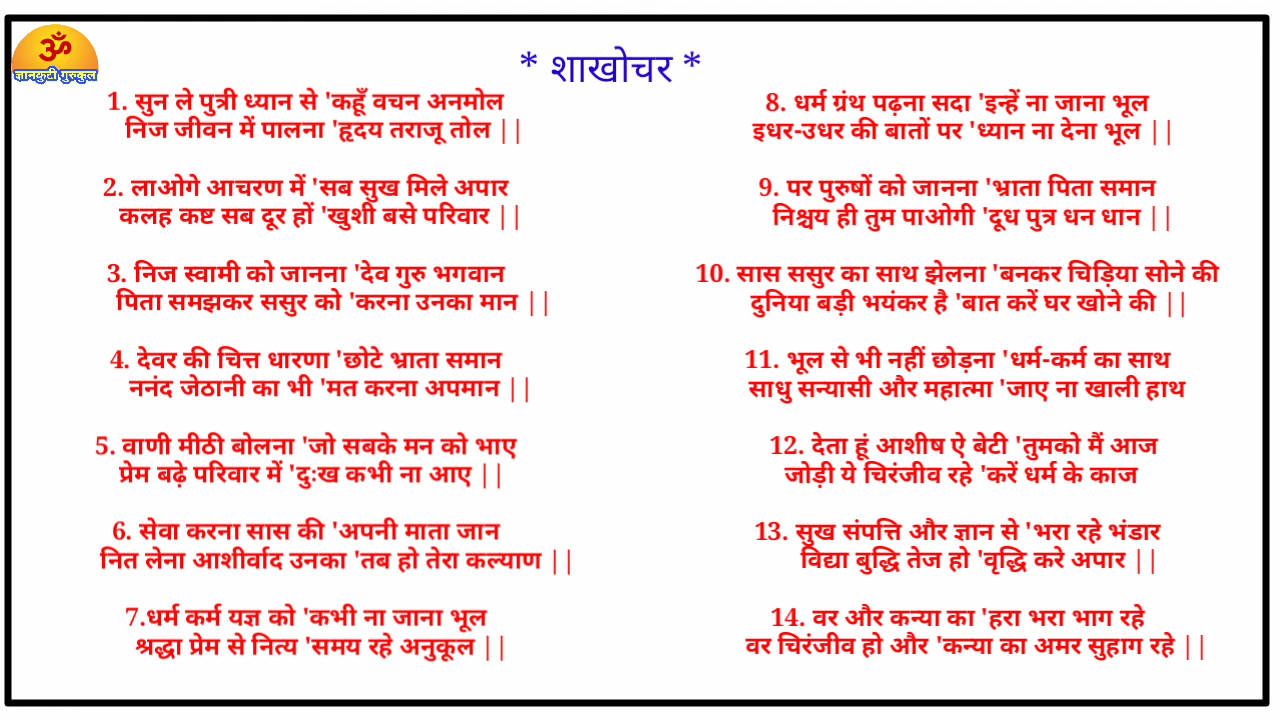 ॐ
ज्ञानकुटी गुरुकुल
* शाखोचर *
1. सुन ले पुत्री ध्यान से 'कहूँ वचन अनमोल
निज जीवन में पालना 'हृदय तराजू तोल ||
2. लाओगे आचरण में 'सब सुख मिले अपार
कलह कष्ट सब दूर हों 'खुशी बसे परिवार ||
3. निज स्वामी को जानना 'देव गुरु भगवान
पिता समझकर ससुर को 'करना उनका मान ||
4. देवर की चित्त धारणा 'छोटे भ्राता समान
ननंद जेठानी का भी 'मत करना अपमान ||
5. वाणी मीठी बोलना 'जो सबके मन को भाए
प्रेम बढ़े परिवार में 'दुःख कभी ना आए ||
6. सेवा करना सास की 'अपनी माता जान
नित लेना आशीर्वाद उनका 'तब हो तेरा कल्याण ||
7.धर्म कर्म यज्ञ को 'कभी ना जाना भूल
श्रद्धा प्रेम से नित्य 'समय रहे अनुकूल ||
8. धर्म ग्रंथ पढ़ना सदा 'इन्हें ना जाना भूल
इधर-उधर की बातों पर 'ध्यान ना देना भूल ||
9. पर पुरुषों को जानना 'भ्राता पिता समान
निश्चय ही तुम पाओगी 'दूध पुत्र धन धान ||
10. सास ससुर का साथ झेलना 'बनकर चिड़िया सोने की
दुनिया बड़ी भयंकर है 'बात करें घर खोने की ||
11. भूल से भी नहीं छोड़ना 'धर्म-कर्म का साथ
साधु सन्यासी और महात्मा 'जाए ना खाली हाथ
12. देता हूं आशीष ऐ बेटी 'तुमको मैं आज
जोड़ी ये चिरंजीव रहे 'करें धर्म के काज
13. सुख संपत्ति और ज्ञान से 'भरा रहे भंडार
विद्या बुद्धि तेज हो 'वृद्धि करे अपार ||
14. वर और कन्या का 'हरा भरा भाग रहे
वर चिरंजीव हो और 'कन्या का अमर सुहाग रहे ||